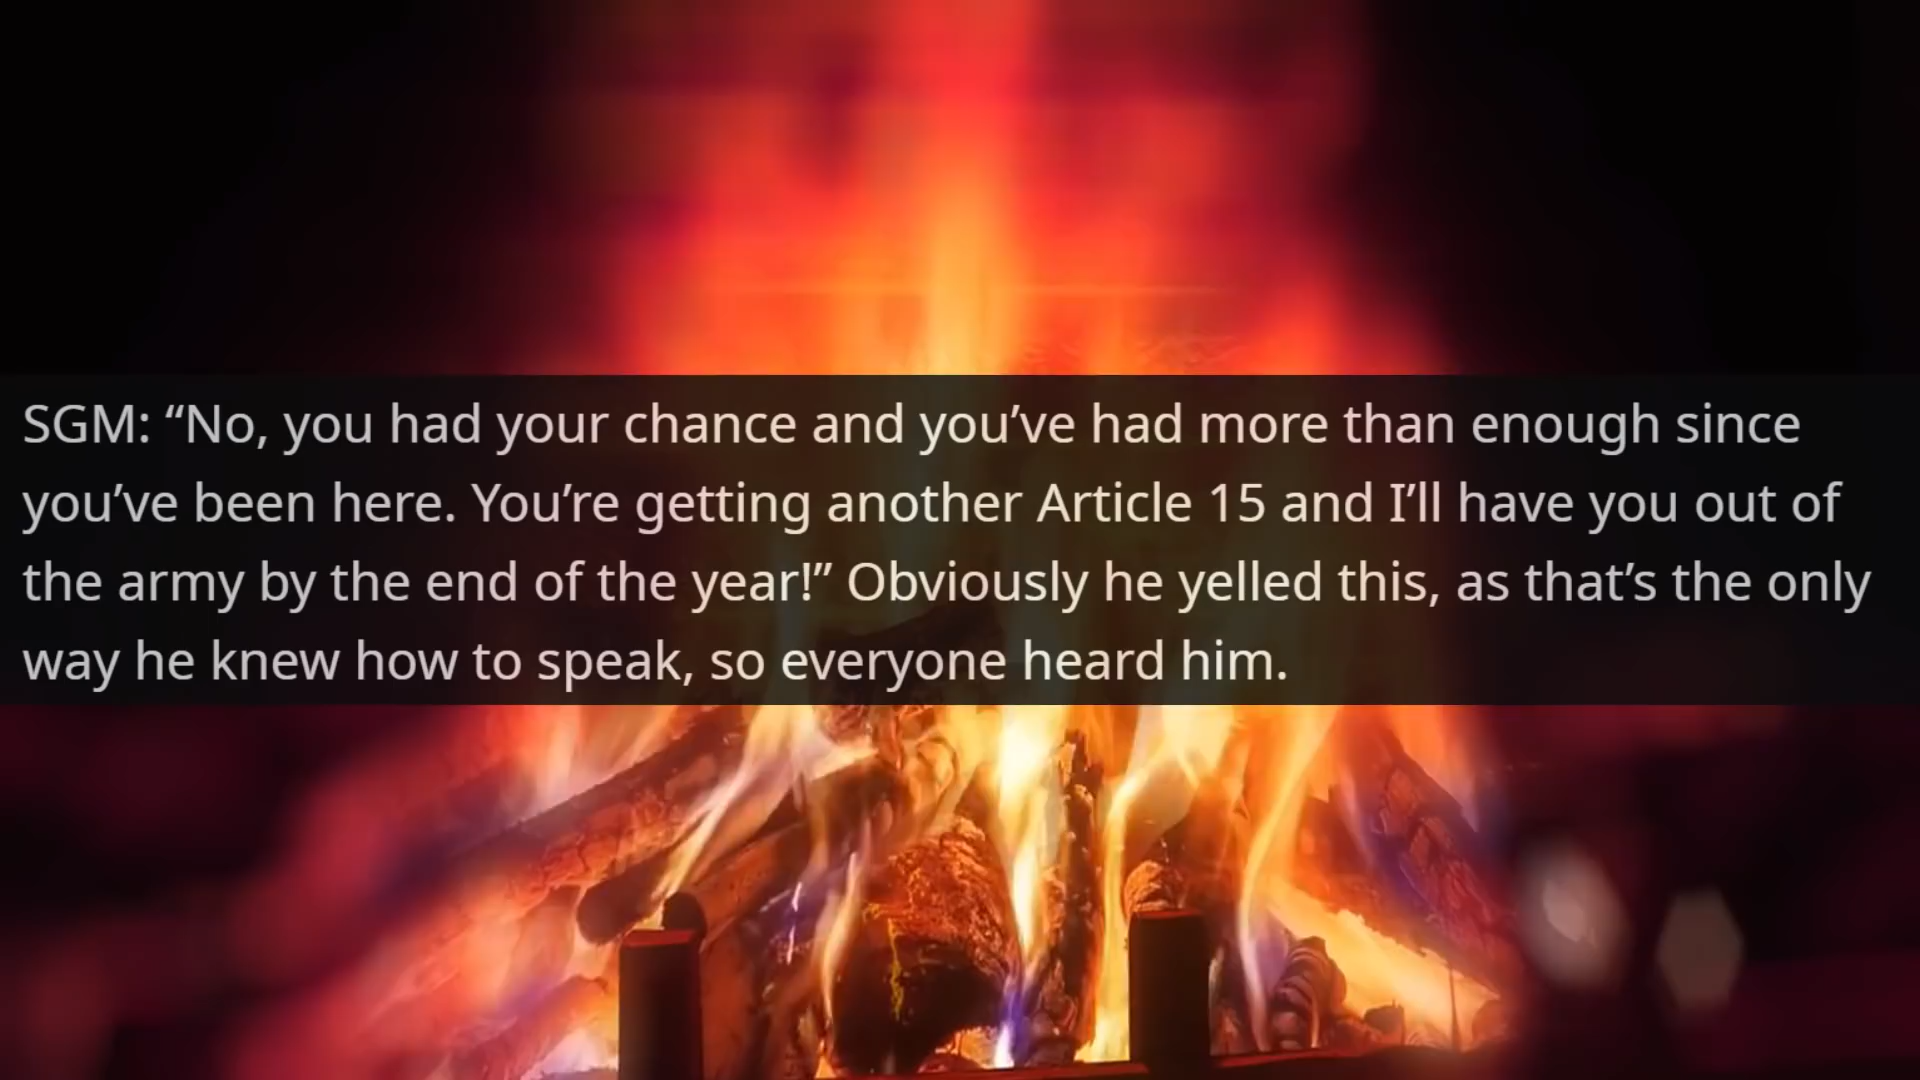 SGM: “No, you had your chance and you’ve had more than enough since
you’ve been here. You’re getting another Article 15 and I’ll have you out of
the army by the end of the year!” Obviously he yelled this, as that’s the only
way he knew how to speak, so everyone heard him.